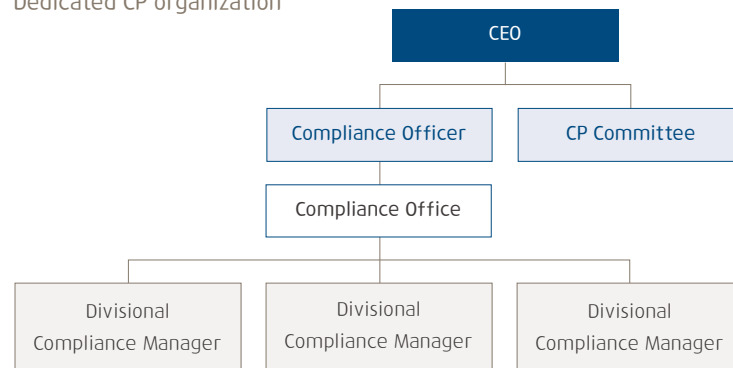 Dedicated CP organization
CEO
Compliance Officer
CP Committee
Compliance Office
Divisional
Compliance Manager
Divisional
Compliance Manager
Divisional
Compliance Manager